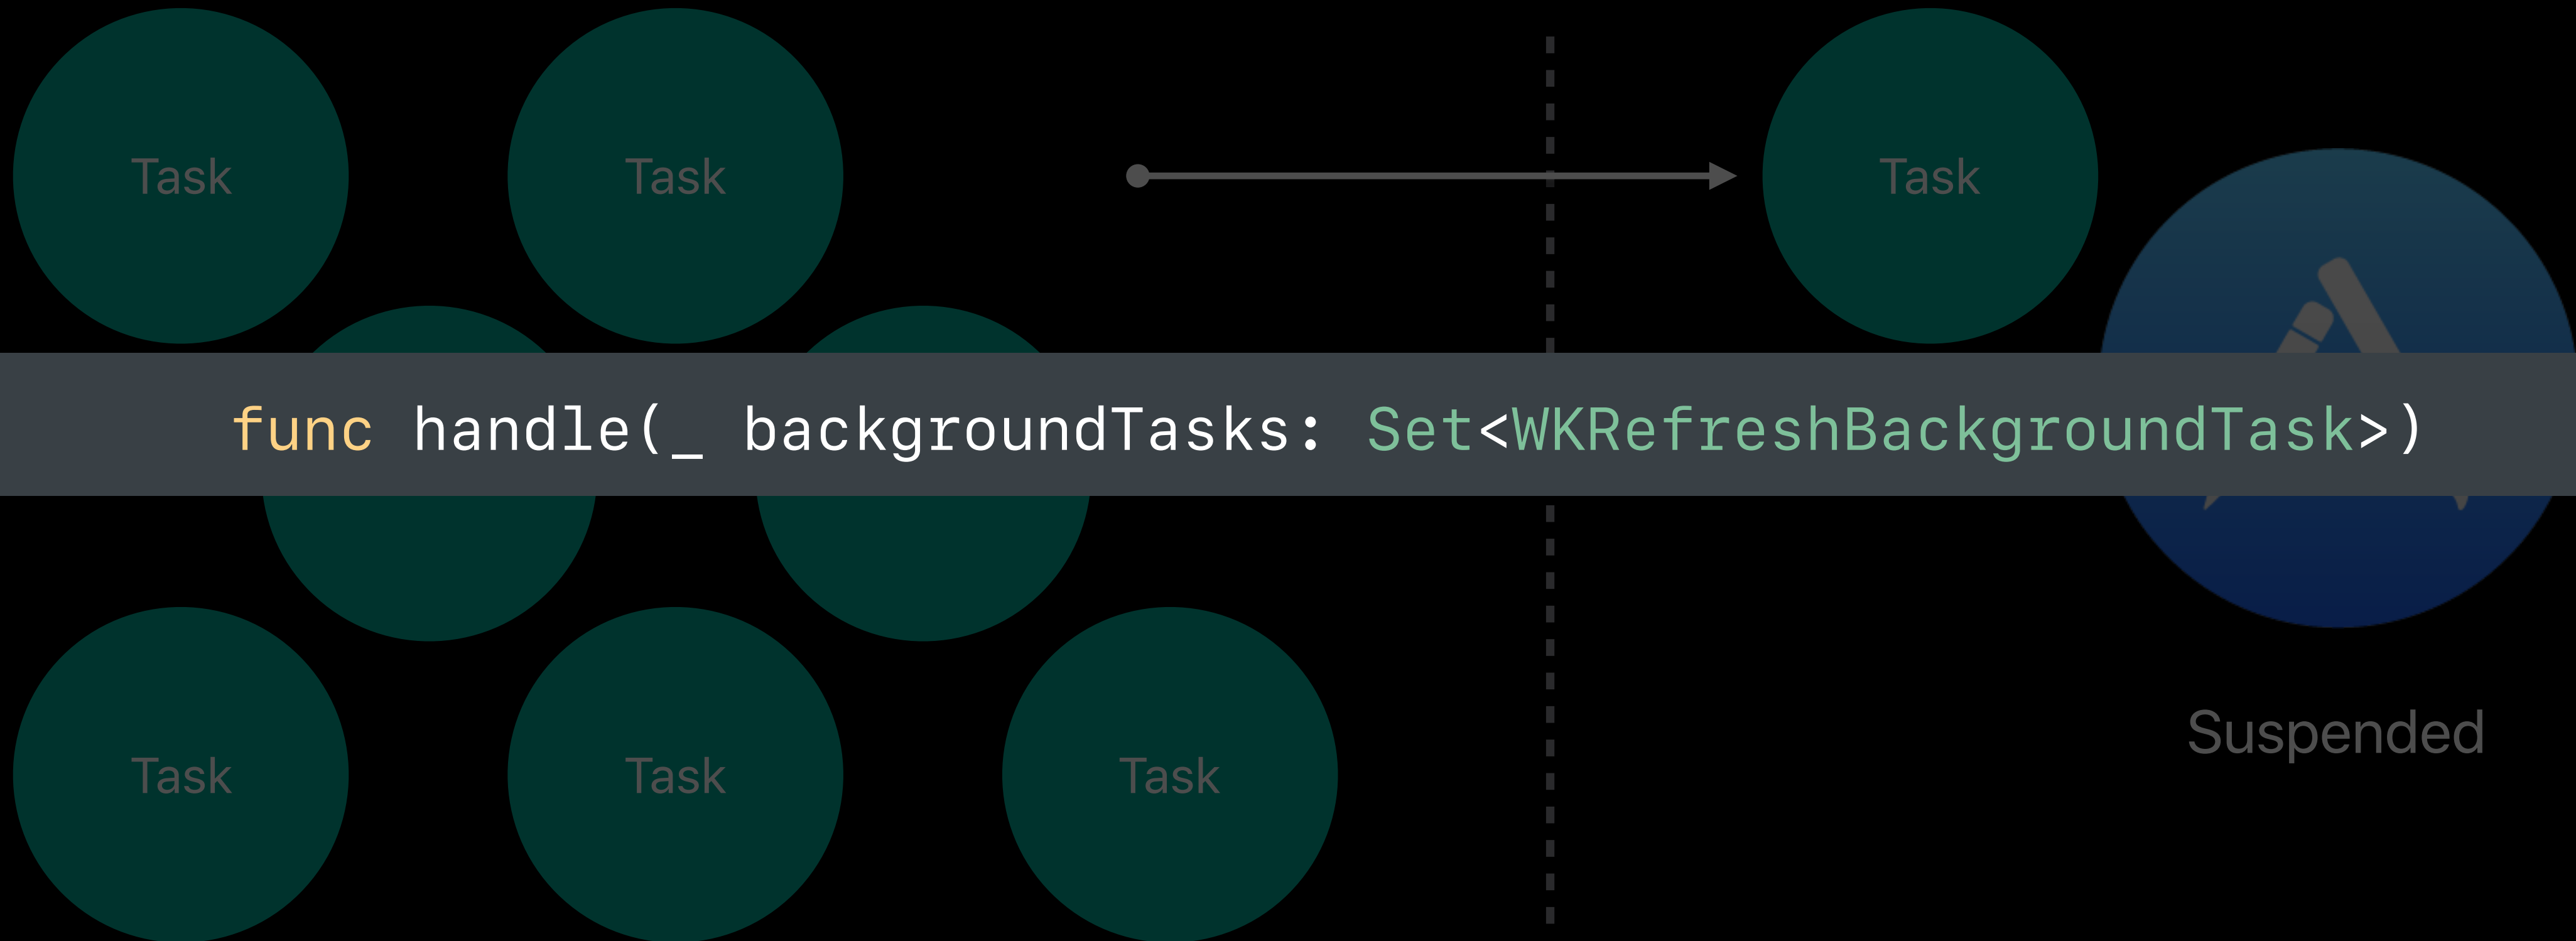 Task Task Task
func handle(_ backgroundTasks: Set<WKRefreshBackgroundTask>)
Suspended
Task Task Task